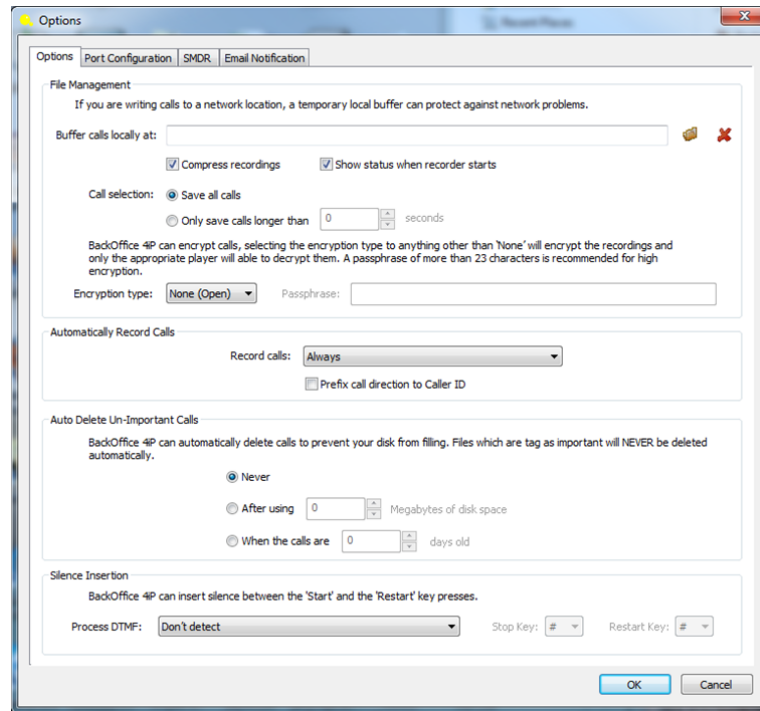 Options
Recent Places
Options Port Configuration SMDR Email Notification
File Management
If you are writing calls to a network location, a temporary local buffer can protect against network problems.
Buffer calls locally at:
Compress recordings Show status when recorder starts
Call selection: Save all calls
Only save calls longer than 0 seconds
BackOffice 4iP can encrypt calls, selecting the encryption type to anything other than 'None' will encrypt the recordings and
only the appropriate player will able to decrypt them. A passphrase of more than 23 characters is recommended for high
encryption.
Encryption type: None (Open) Passphrase:
Automatically Record Calls
Record calls: Always
Prefix call direction to Caller ID
Auto Delete Un-Important Calls
BackOffice 4iP can automatically delete calls to prevent your disk from filling. Files which are tag as important will NEVER be deleted
automatically.
Never
After using 0 Megabytes of disk space
When the calls are 0 days old
Silence Insertion
BackOffice 4iP can insert silence between the 'Start' and the 'Restart' key presses.
Process DTMF: Don't detect Stop Key: # Restart Key: #
OK Cancel